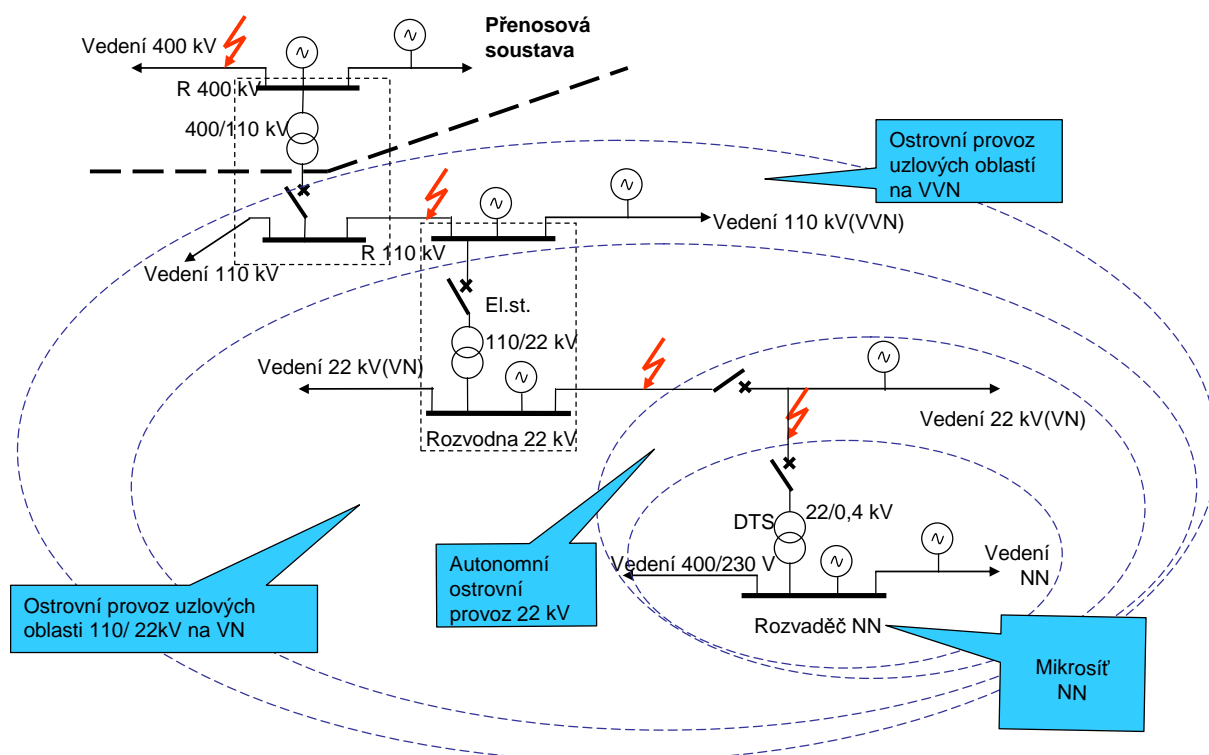 Přenosová
soustava
Vedení 400 kV
R 400 kV
400/110 kV
Ostrovní provoz
uzlových oblastí
na VVN
Vedení 110 kV(VVN)
R 110 kV
Vedení 110 kV
El.st.
110/22 kV
Vedení 22 kV(VN)
Vedení 22 kV(VN)
Rozvodna 22 kV
22/0,4 kV
DTS
Vedení 400/230 V
Vedení
NN
Autonomní
ostrovní
provoz 22 kV
Ostrovní provoz uzlových
oblasti 110/ 22kV na VN
Rozvaděč NN
Mikrosíť
NN